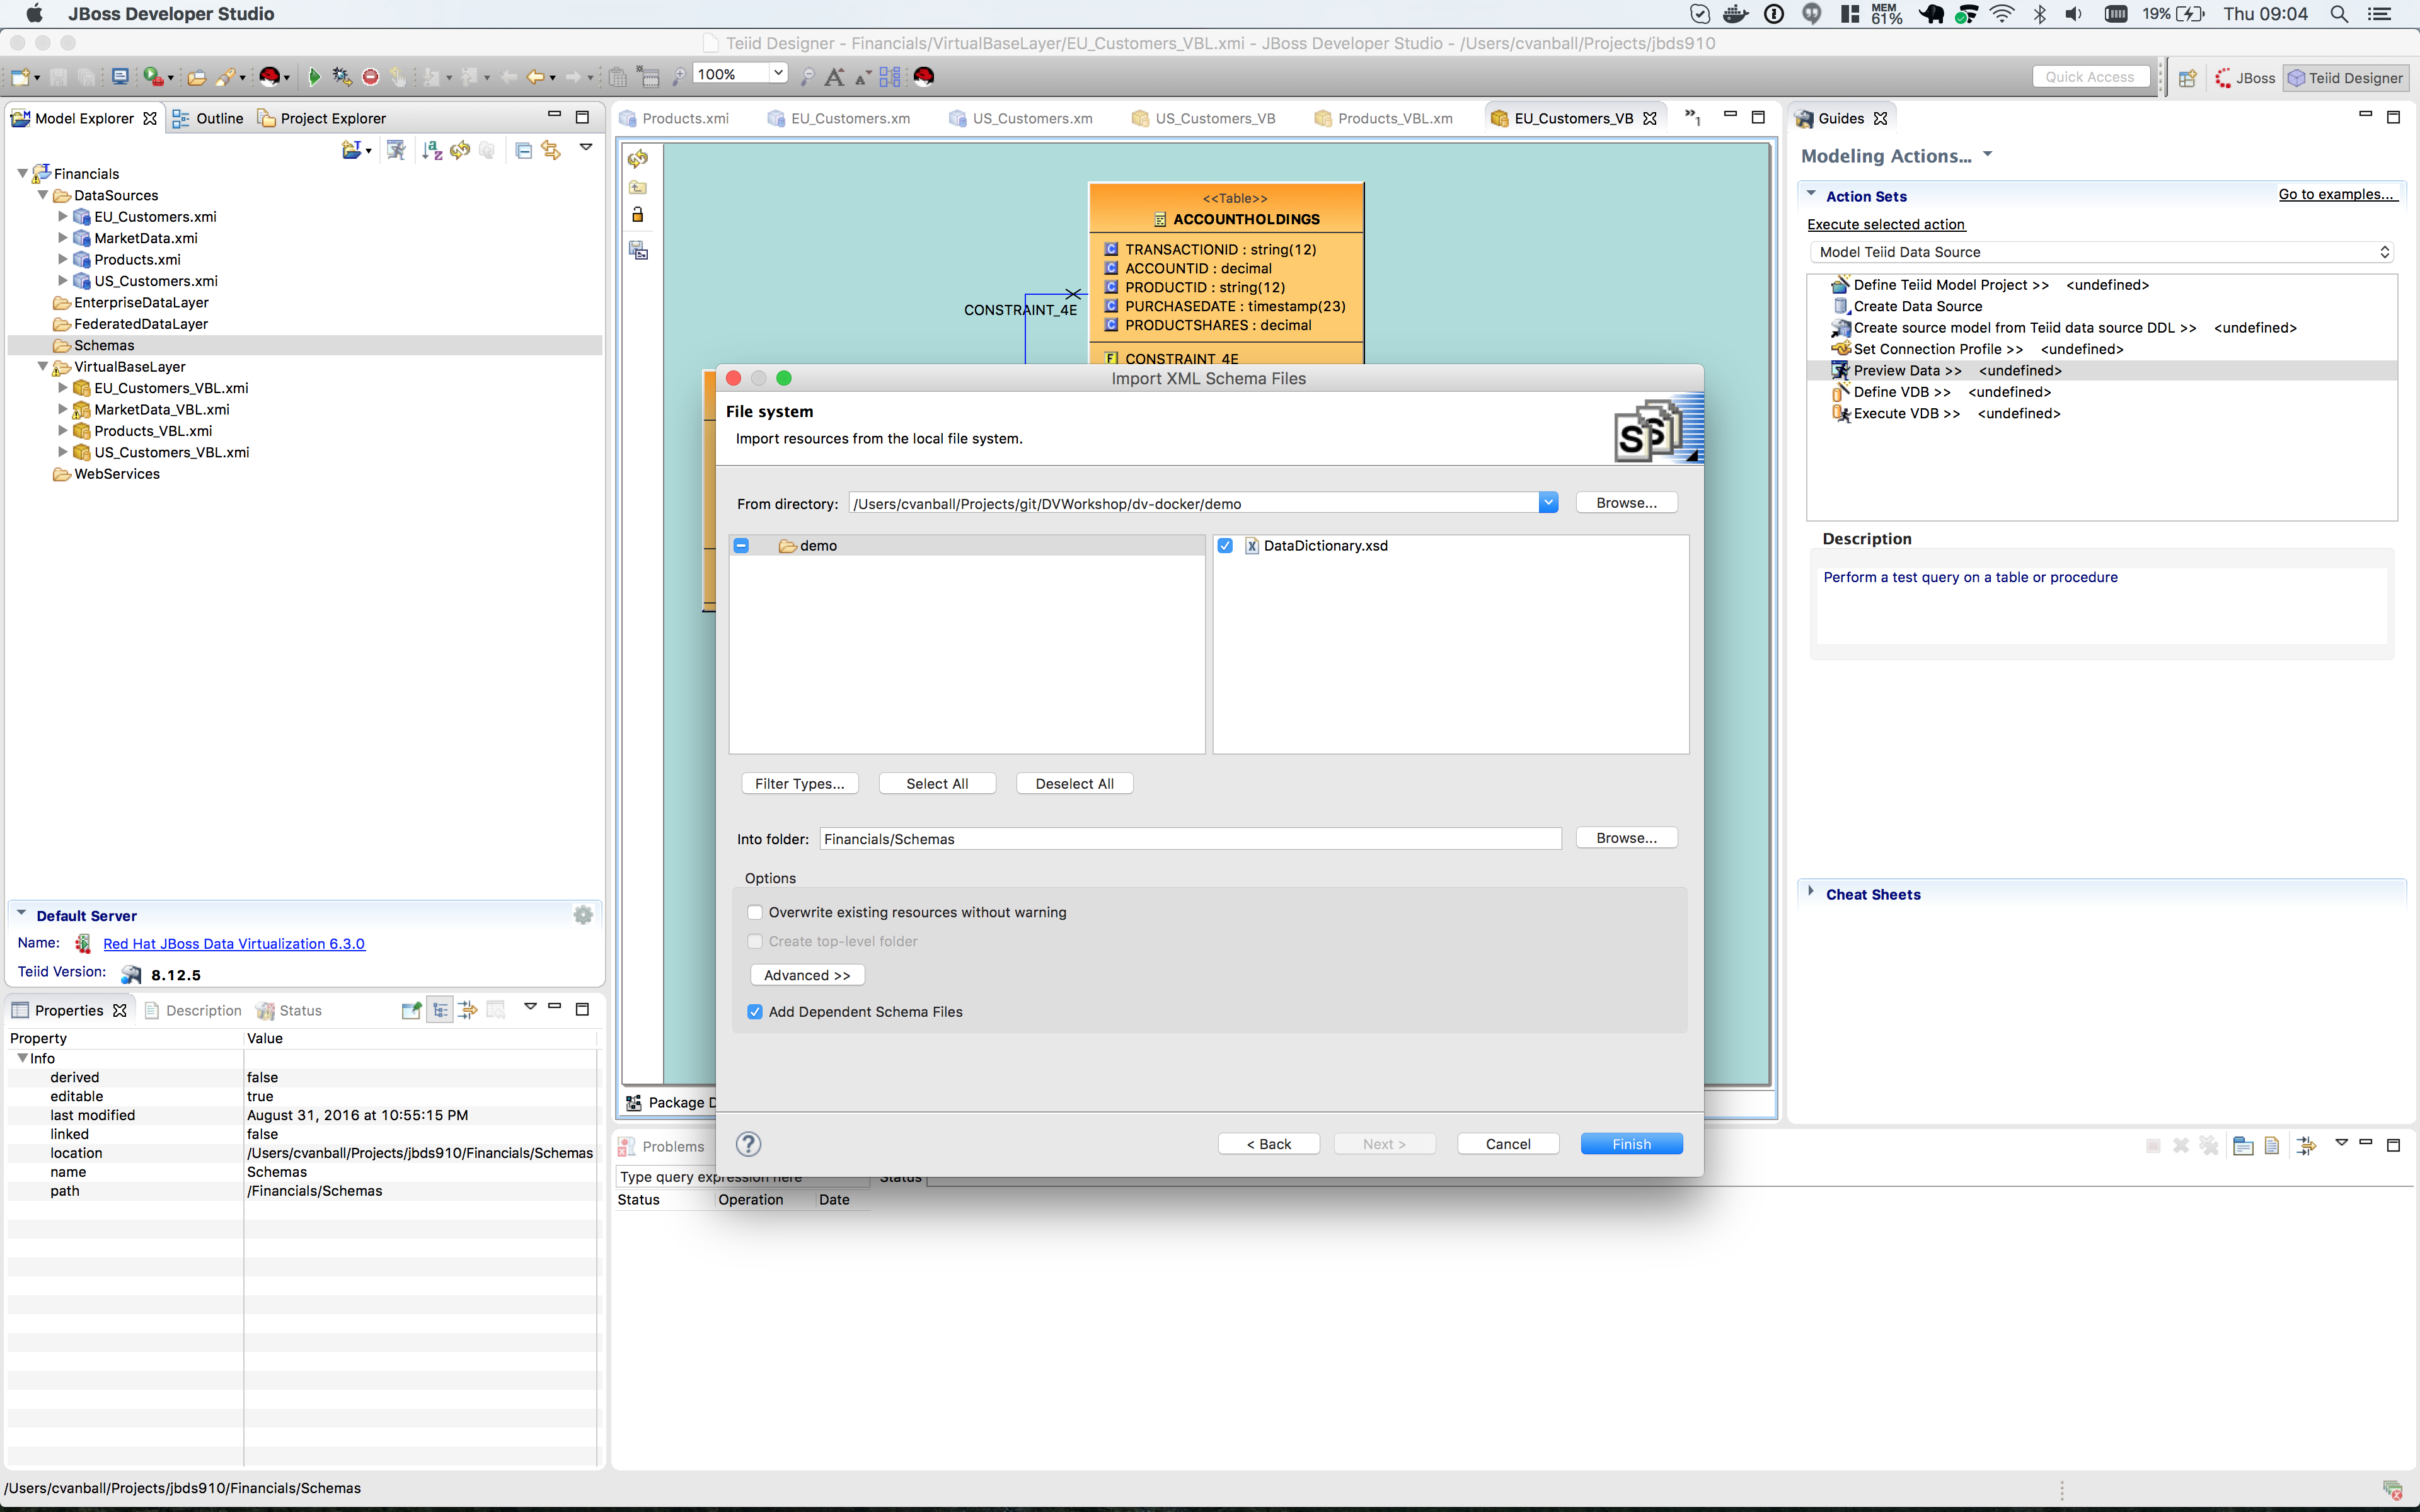 JBoss Developer Studio
MEM
61%
19%
Thu 09:04
Teiid Designer - Financials/VirtualBaseLayer/EU_Customers_VBL.xmi - JBoss Developer Studio - /Users/cvanball/Projects/jbds910
100%
Quick Access
JBoss
Teiid Designer
Model Explorer
Outline
Project Explorer
Financials
DataSources
EU_Customers.xmi
MarketData.xmi
Products.xmi
US_Customers.xmi
EnterpriseDataLayer
FederatedDataLayer
Schemas
VirtualBaseLayer
EU_Customers_VBL.xmi
MarketData_VBL.xmi
Products_VBL.xmi
US_Customers_VBL.xmi
WebServices
Default Server
Name:
Red Hat JBoss Data Virtualization 6.3.0
Teiid Version:
8.12.5
Properties
Description
Status
Property
Value
Info
derived
false
editable
true
last modified
August 31, 2016 at 10:55:15 PM
linked
false
location
/Users/cvanball/Projects/jbds910/Financials/Schemas
name
Schemas
path
/Financials/Schemas
/Users/cvanball/Projects/jbds910/Financials/Schemas
Products.xmi
EU_Customers.xm
US_Customers.xm
US_Customers_VB
Products_VBL.xm
EU_Customers_VB
»1
<<Table>>
ACCOUNTHOLDINGS
TRANSACTIONID : string(12)
ACCOUNTID : decimal
PRODUCTID : string(12)
PURCHASEDATE : timestamp(23)
PRODUCTSHARES : decimal
CONSTRAINT_4E
CONSTRAINT_4E
Import XML Schema Files
File system
Import resources from the local file system.
From directory:
/Users/cvanball/Projects/git/DVWorkshop/dv-docker/demo
Browse...
demo
DataDictionary.xsd
Filter Types...
Select All
Deselect All
Into folder:
Financials/Schemas
Browse...
Options
Overwrite existing resources without warning
Create top-level folder
Advanced >>
Add Dependent Schema Files
< Back
Next >
Cancel
Finish
Package D
Problems
Type query expression here
Status
Status
Operation
Date
Guides
Modeling Actions...
Action Sets
Go to examples...
Execute selected action
Model Teiid Data Source
Define Teiid Model Project >> <undefined>
Create Data Source
Create source model from Teiid data source DDL >> <undefined>
Set Connection Profile >> <undefined>
Preview Data >> <undefined>
Define VDB >> <undefined>
Execute VDB >> <undefined>
Description
Perform a test query on a table or procedure
Cheat Sheets